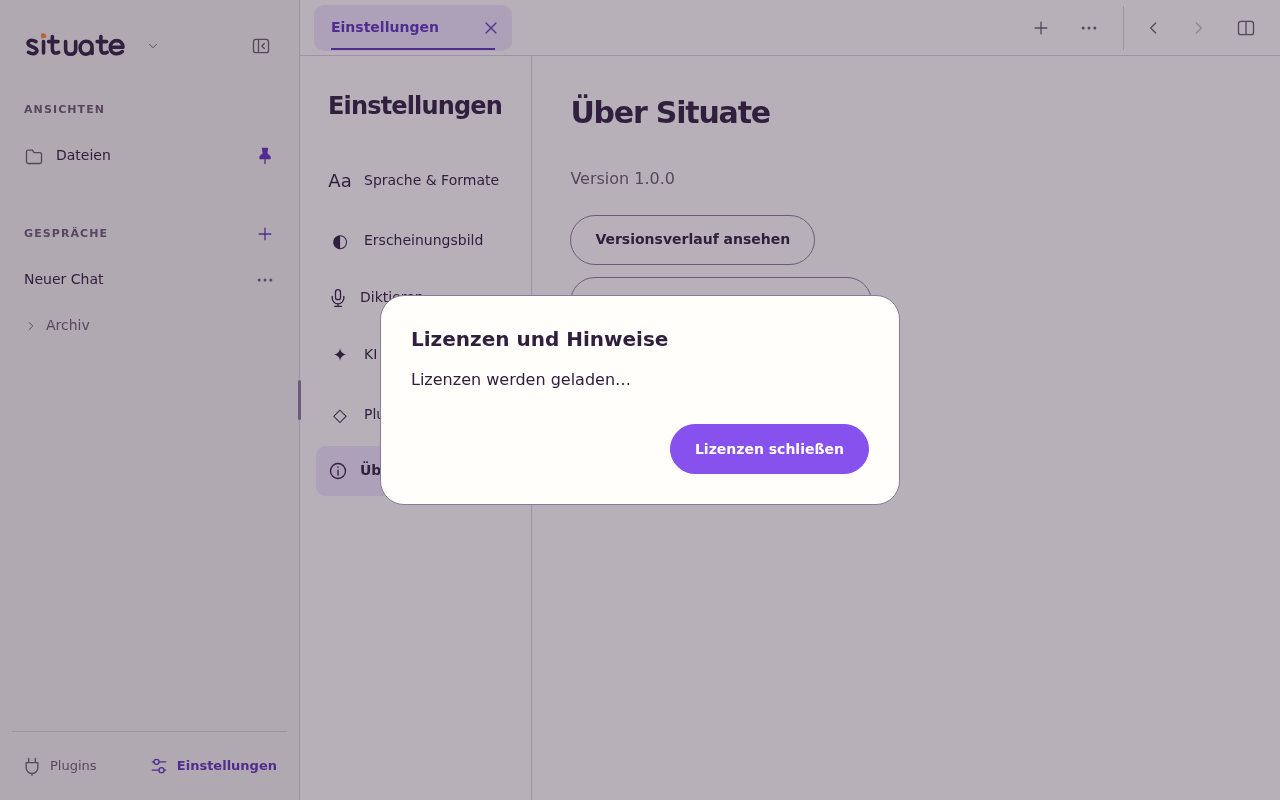 situate
Einstellungen
ANSICHTEN
Dateien
GESPRÄCHE
Neuer Chat
Archiv
Plugins
Einstellungen
Einstellungen
Aa Sprache & Formate
Erscheinungsbild
KI
Über Situate
Version 1.0.0
Versionsverlauf ansehen
Lizenzen und Hinweise
Lizenzen werden geladen…
Lizenzen schließen